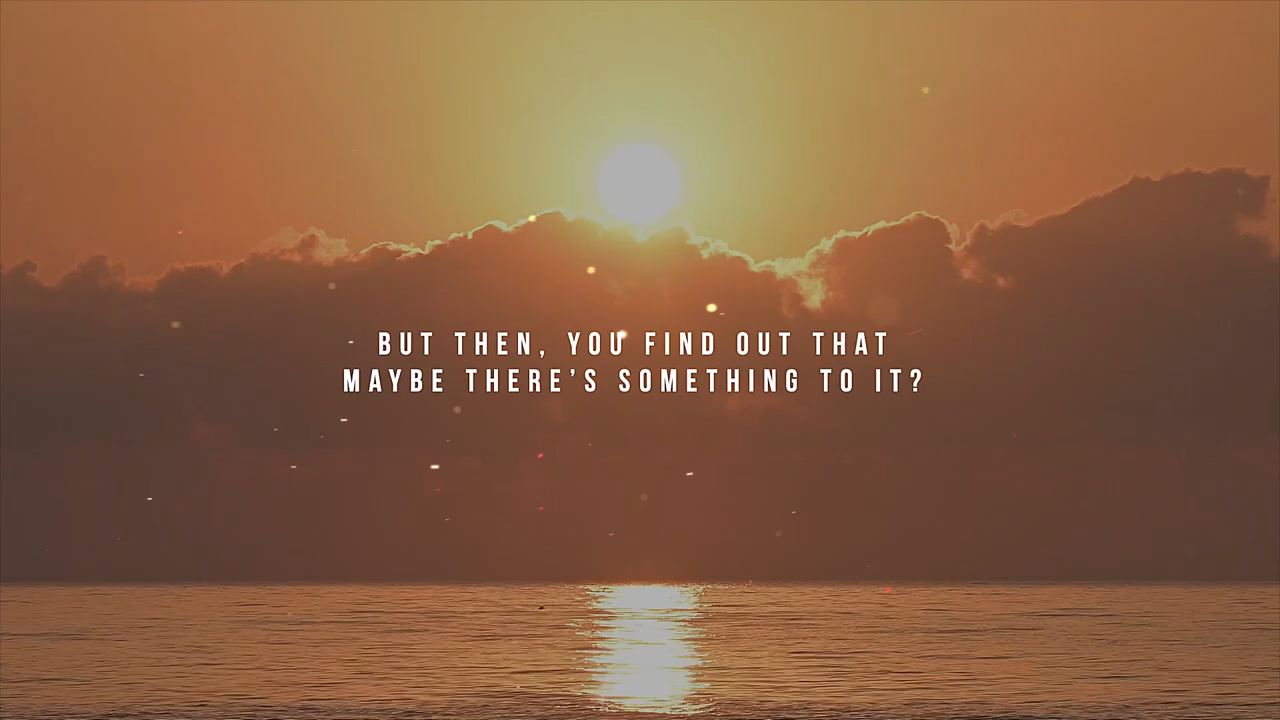 BUT THEN, YOU FIND OUT THAT
MAYBE THERE’S SOMETHING TO IT?